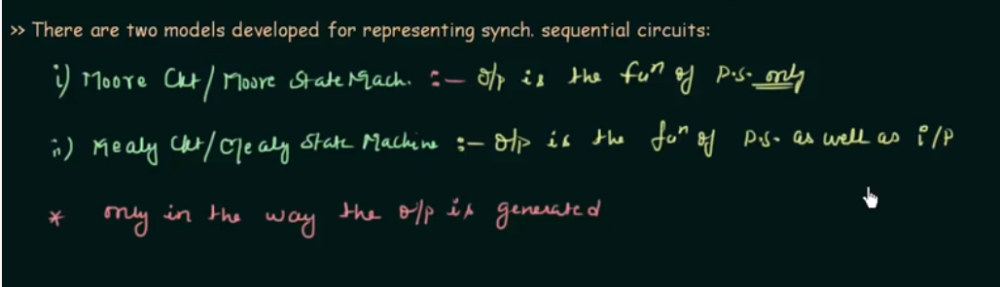 >> There are two models developed for representing synch. sequential circuits:
i) Moore Ckt / Moore State Mach. :- o/p is the fun of P.S. only
ii) Mealy Ckt / Mealy State Machine :- o/p is the fun of P.S. as well as i/P
* only in the way the o/p is generated